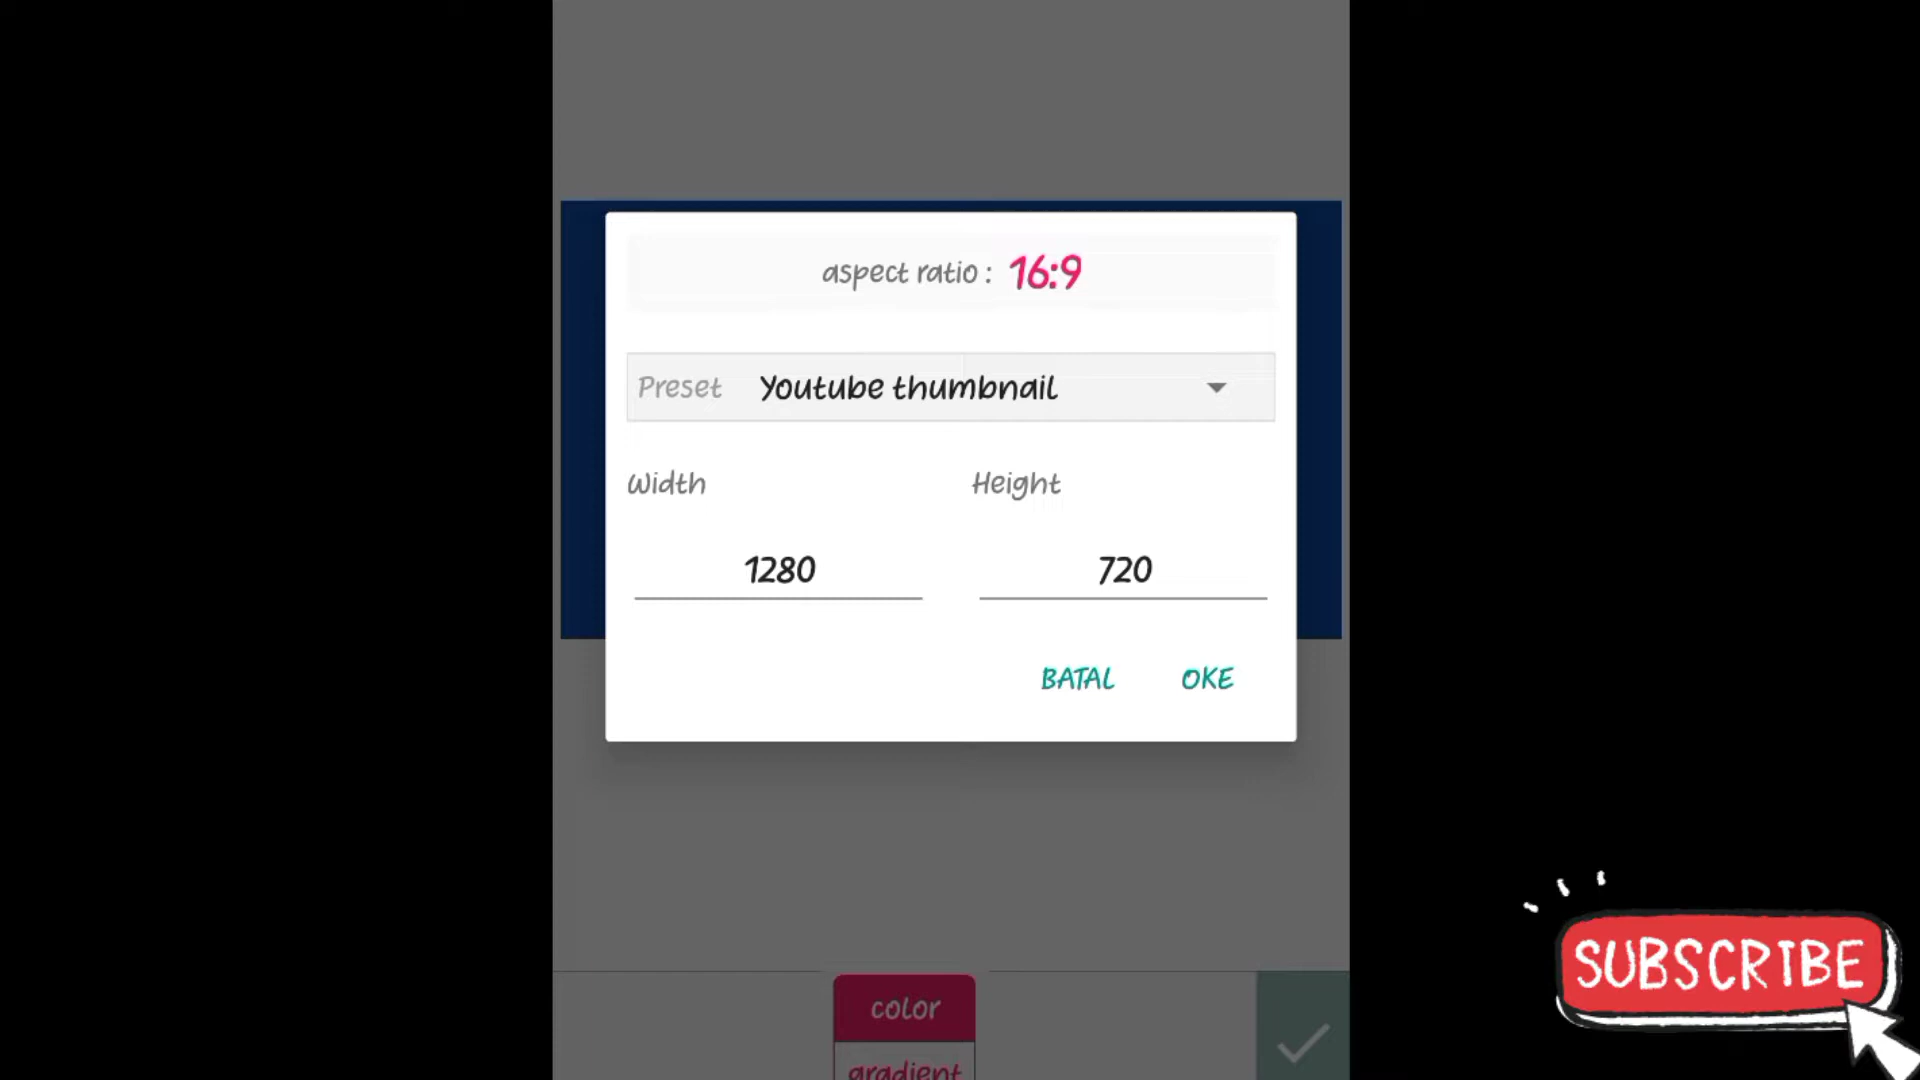 aspect ratio : 16:9
Preset Youtube thumbnail
Width Height
1280 720
BATAL OKE
color
gradient
SUBSCRIBE